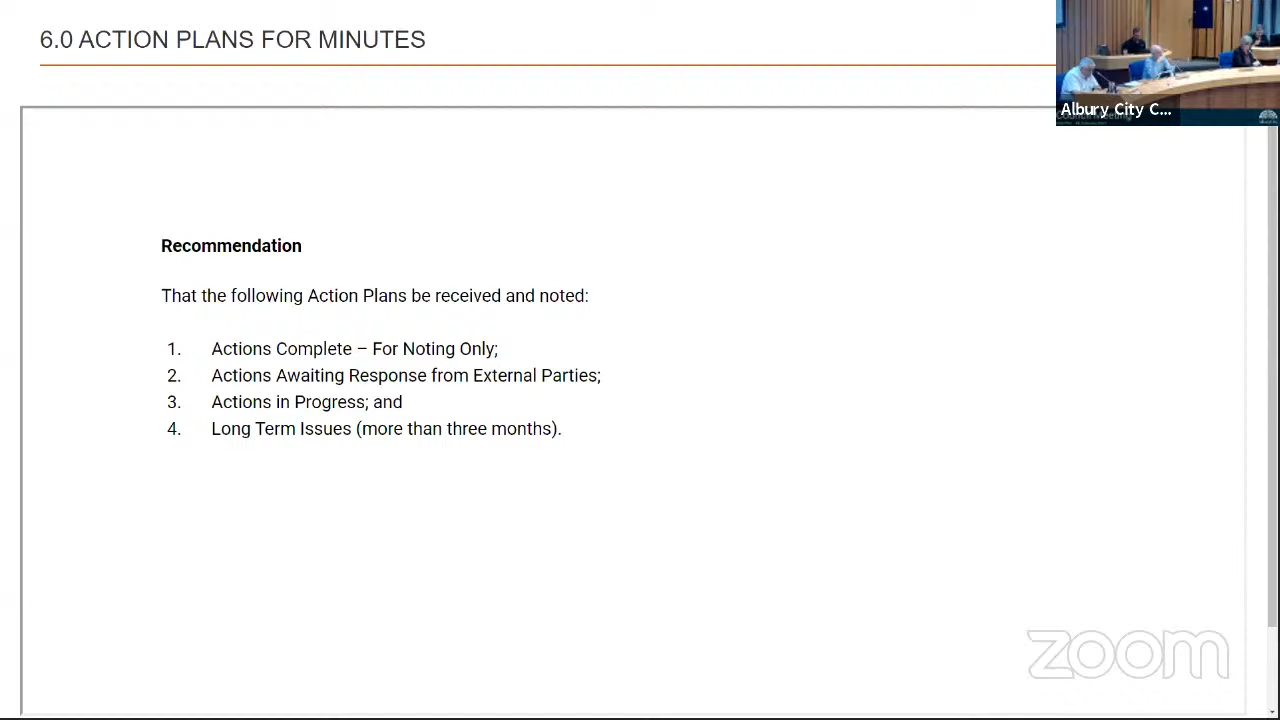 6.0 ACTION PLANS FOR MINUTES
Albury City C...
Recommendation
That the following Action Plans be received and noted:
1. Actions Complete – For Noting Only;
2. Actions Awaiting Response from External Parties;
3. Actions in Progress; and
4. Long Term Issues (more than three months).
zoom